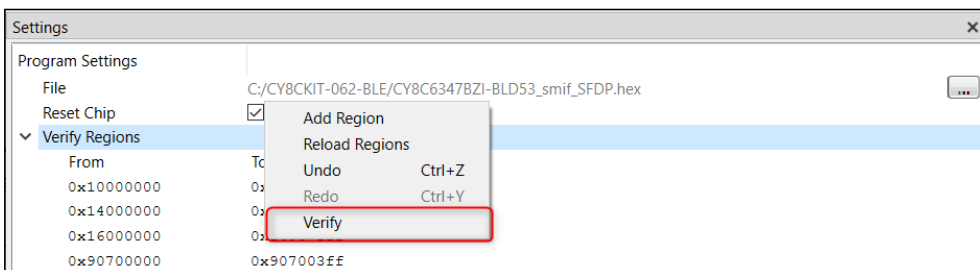 Settings
Program Settings
File C:/CY8CKIT-062-BLE/CY8C6347BZI-BLD53_smif_SFDP.hex ...
Reset Chip
Add Region
Verify Regions
Reload Regions
From
Undo Ctrl+Z
0x10000000
Redo Ctrl+Y
0x14000000
Verify
0x16000000
0x90700000 0x907003ff